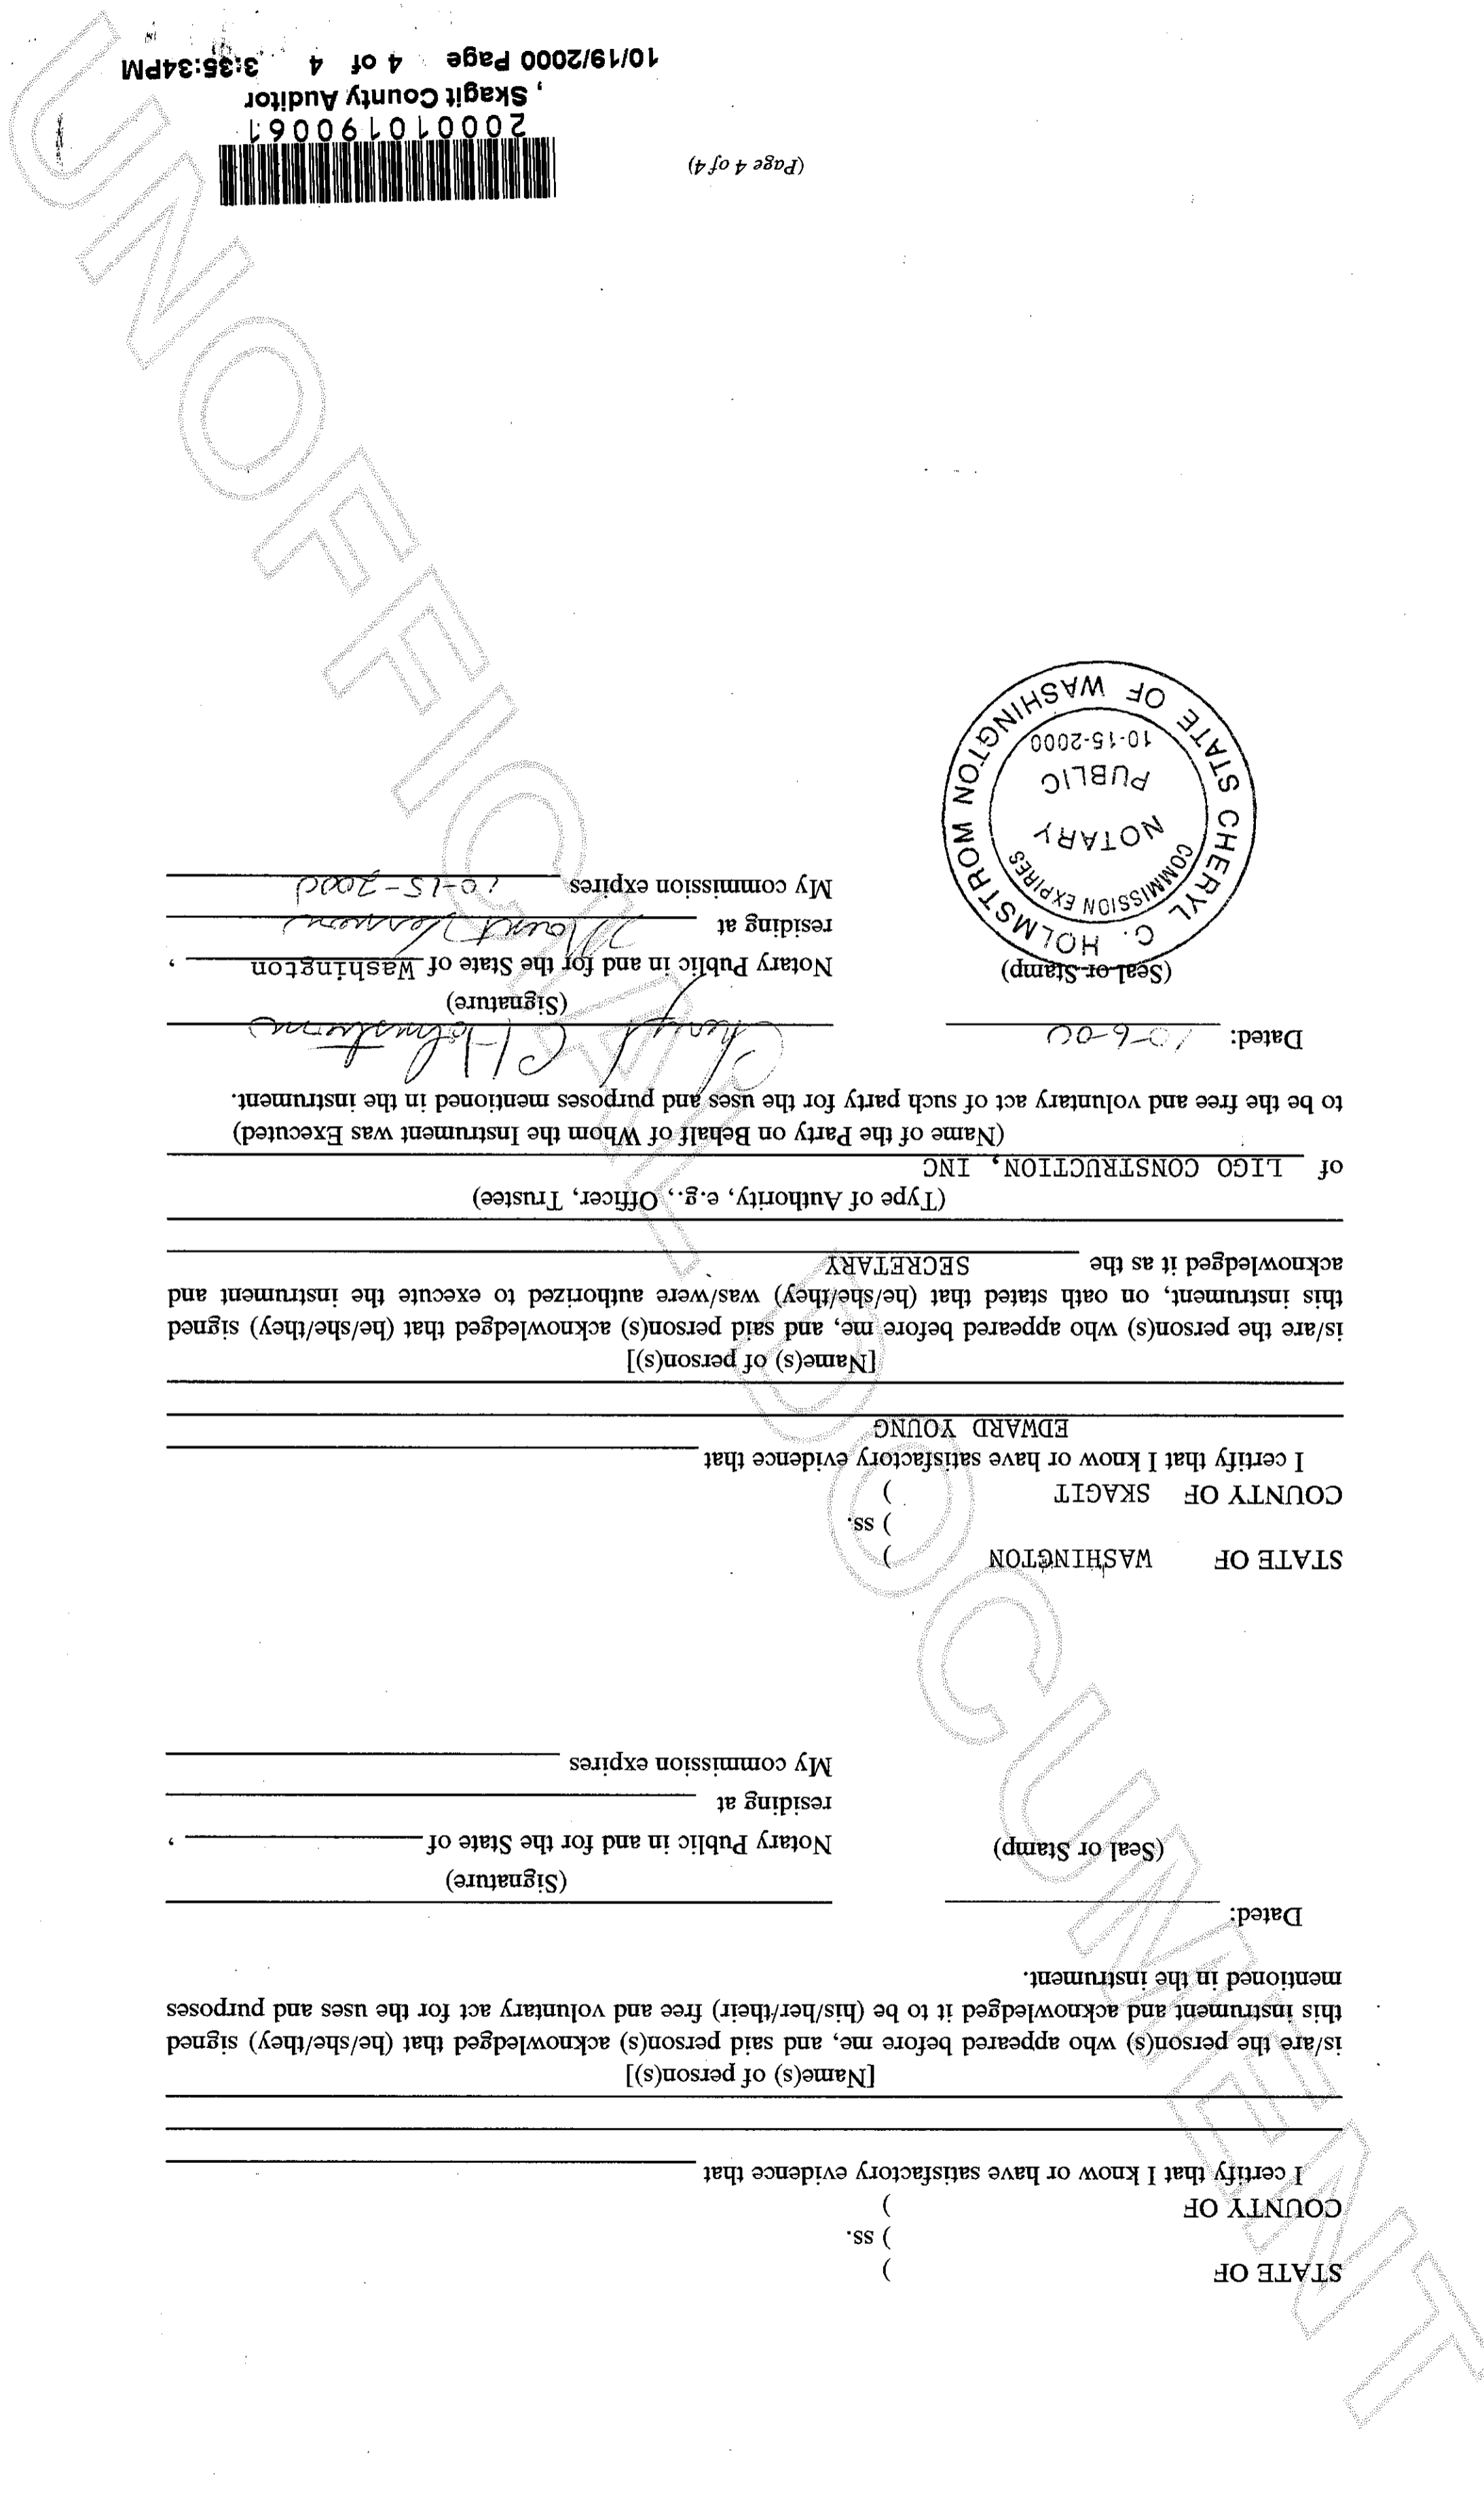 STATE OF )
) ss.
COUNTY OF )
I certify that I know or have satisfactory evidence that
[Name(s) of person(s)]
is/are the person(s) who appeared before me, and said person(s) acknowledged that (he/she/they) signed
this instrument and acknowledged it to be (his/her/their) free and voluntary act for the uses and purposes
mentioned in the instrument.
Dated:
(Signature)
(Seal or Stamp) Notary Public in and for the State of ,
residing at
My commission expires
STATE OF WASHINGTON )
) ss.
COUNTY OF SKAGIT )
I certify that I know or have satisfactory evidence that
EDWARD YOUNG
[Name(s) of person(s)]
is/are the person(s) who appeared before me, and said person(s) acknowledged that (he/she/they) signed
this instrument, on oath stated that (he/she/they) was/were authorized to execute the instrument and
acknowledged it as the SECRETARY
(Type of Authority, e.g., Officer, Trustee)
of LIGO CONSTRUCTION, INC
(Name of the Party on Behalf of Whom the Instrument was Executed)
to be the free and voluntary act of such party for the uses and purposes mentioned in the instrument.
Dated: 10-6-00 Cheryl C Holmstrom
(Signature)
(Seal or Stamp) Notary Public in and for the State of Washington ,
residing at Mount Vernon
My commission expires 10-15-2000
CHERYL C. HOLMSTROM
STATE OF WASHINGTON
COMMISSION EXPIRES
NOTARY
PUBLIC
10-15-2000
(Page 4 of 4)
200010190061
, Skagit County Auditor
10/19/2000 Page 4 of 4 3:35:34PM
UNOFFICIAL DOCUMENT